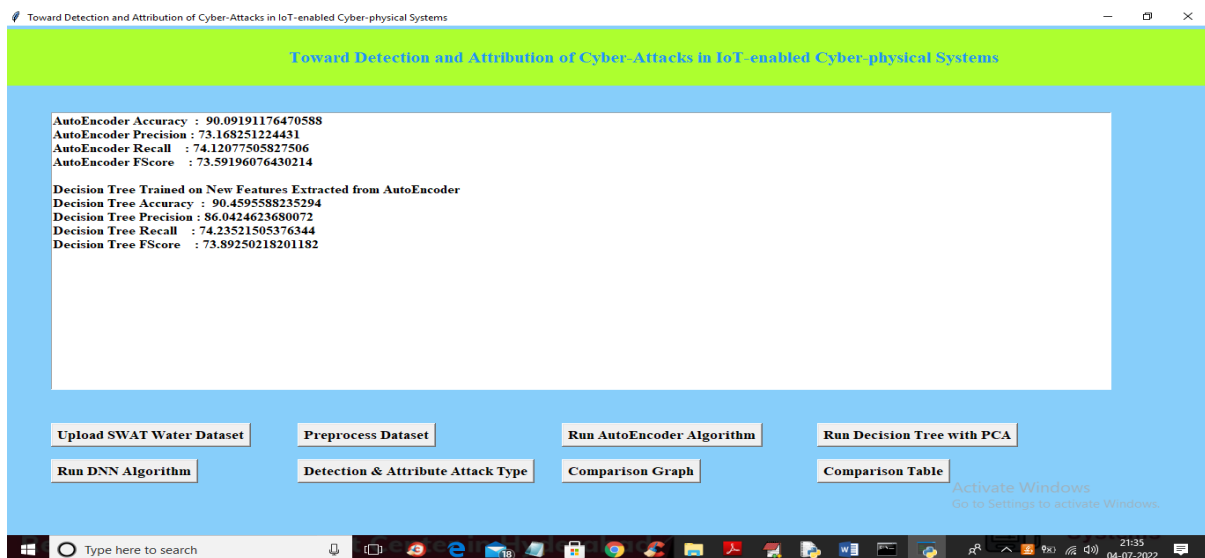 Toward Detection and Attribution of Cyber-Attacks in IoT-enabled Cyber-physical Systems
Toward Detection and Attribution of Cyber-Attacks in IoT-enabled Cyber-physical Systems
AutoEncoder Accuracy : 90.09191176470588
AutoEncoder Precision : 73.168251224431
AutoEncoder Recall : 74.12077505827506
AutoEncoder FScore : 73.59196076430214
Decision Tree Trained on New Features Extracted from AutoEncoder
Decision Tree Accuracy : 90.4595588235294
Decision Tree Precision : 86.0424623680072
Decision Tree Recall : 74.23521505376344
Decision Tree FScore : 73.89250218201182
Upload SWAT Water Dataset
Preprocess Dataset
Run AutoEncoder Algorithm
Run Decision Tree with PCA
Run DNN Algorithm
Detection & Attribute Attack Type
Comparison Graph
Comparison Table
Activate Windows
Go to Settings to activate Windows.
Type here to search
18
21:35
04-07-2022